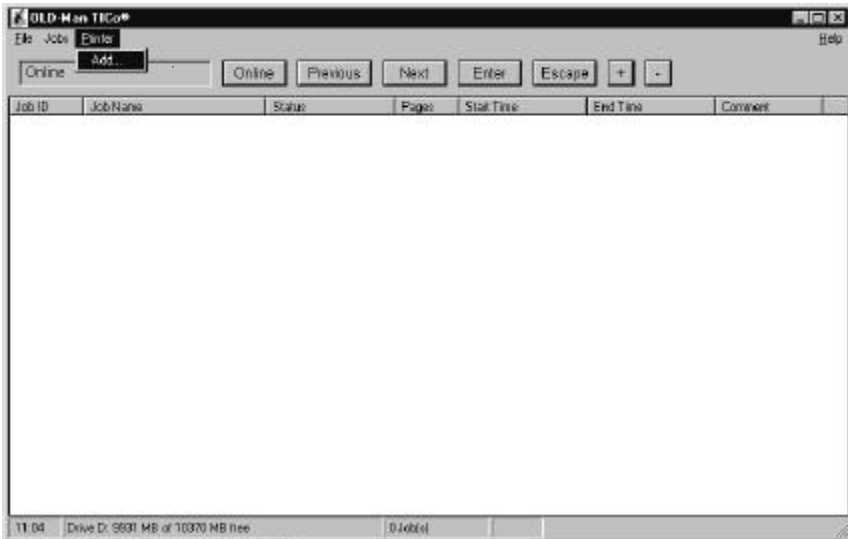 OLD-Man TICo®
File Jobs Printer Help
Add...
Online Online Previous Next Enter Escape + -
Job ID Job Name Status Pages Start Time End Time Comment
11:04 Drive D: 9931 MB of 10370 MB free 0 Job(s)